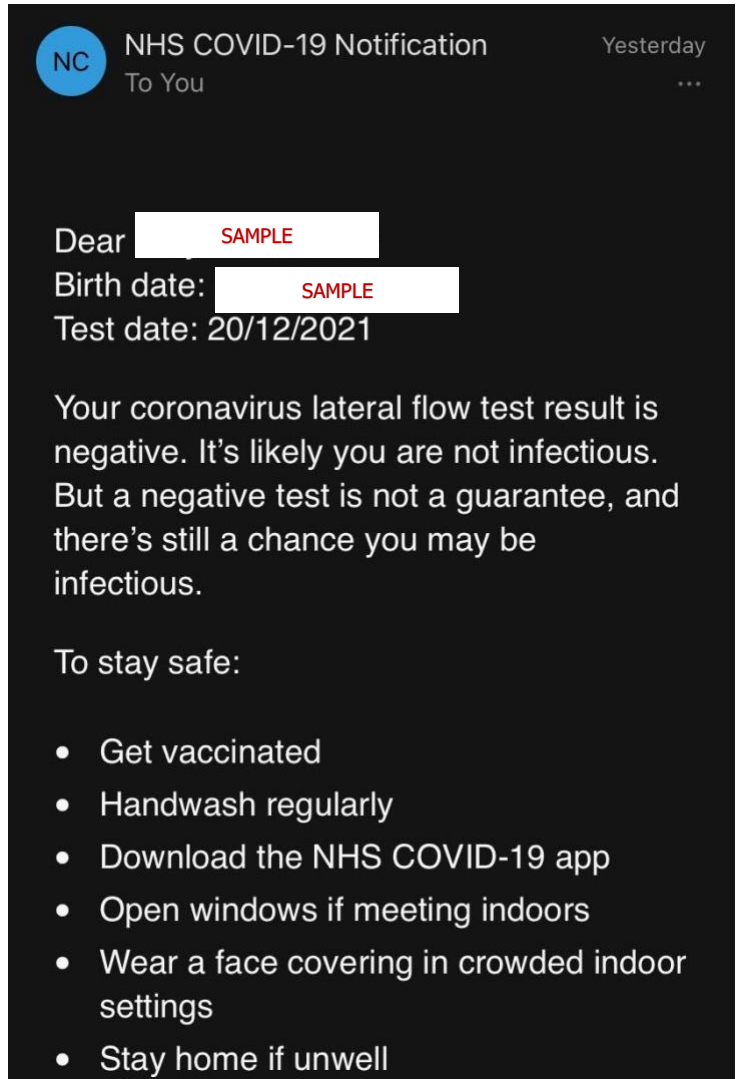 NC
NHS COVID-19 Notification
Yesterday
To You
...
Dear SAMPLE
Birth date: SAMPLE
Test date: 20/12/2021
Your coronavirus lateral flow test result is
negative. It’s likely you are not infectious.
But a negative test is not a guarantee, and
there’s still a chance you may be
infectious.
To stay safe:
• Get vaccinated
• Handwash regularly
• Download the NHS COVID-19 app
• Open windows if meeting indoors
• Wear a face covering in crowded indoor
settings
• Stay home if unwell